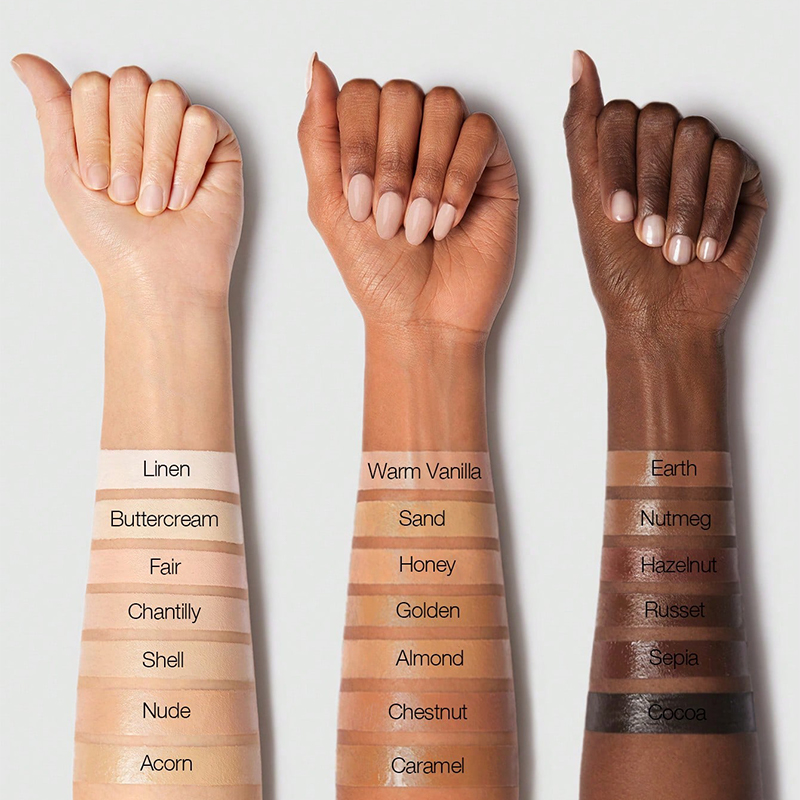 Linen
Buttercream
Fair
Chantilly
Shell
Nude
Acorn
Warm Vanilla
Sand
Honey
Golden
Almond
Chestnut
Caramel
Earth
Nutmeg
Hazelnut
Russet
Sepia
Cocoa